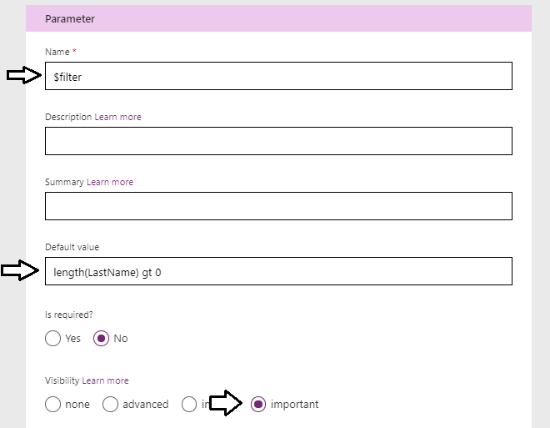 Parameter
Name *
$filter
Description Learn more
Summary Learn more
Default value
length(LastName) gt 0
Is required?
Yes No
Visibility Learn more
none advanced important